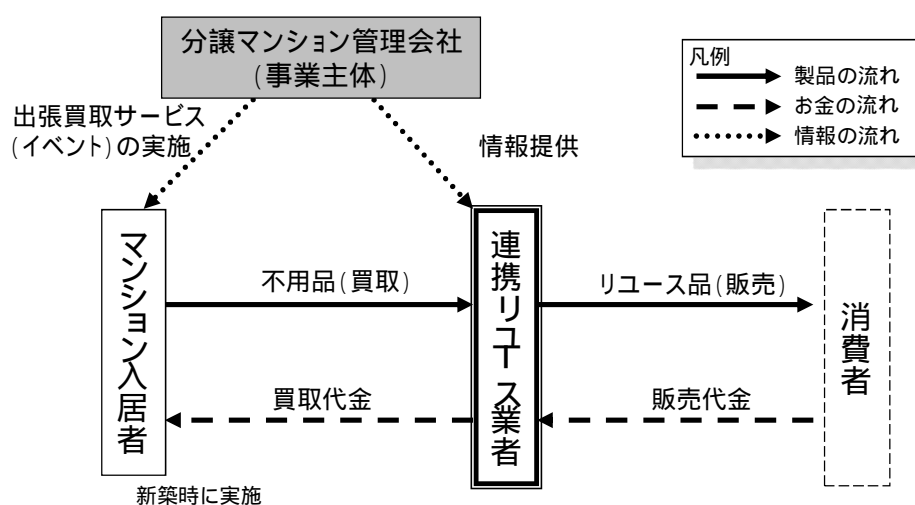 分譲マンション管理会社
(事業主体)
凡例
製品の流れ
お金の流れ
情報の流れ
出張買取サービス
(イベント)の実施
情報提供
マンション入居者
不用品(買取)
連携リユース業者
リユース品(販売)
消費者
買取代金
販売代金
新築時に実施